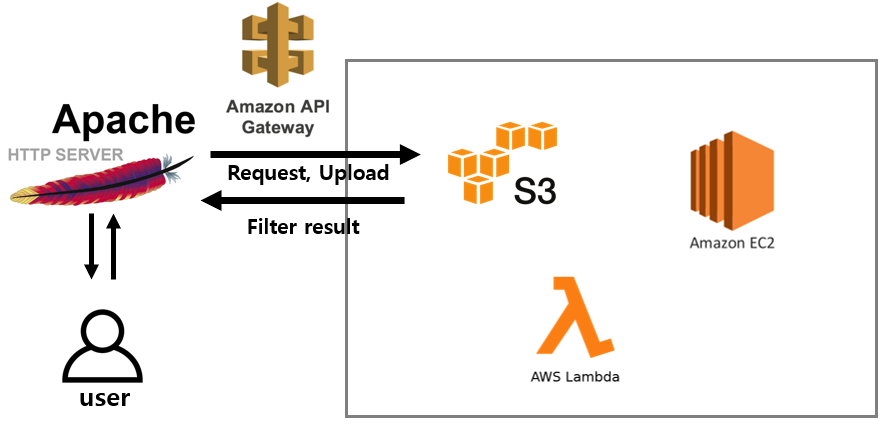 Amazon API
Gateway
Apache
HTTP SERVER
Request, Upload
Filter result
S3
Amazon EC2
AWS Lambda
user